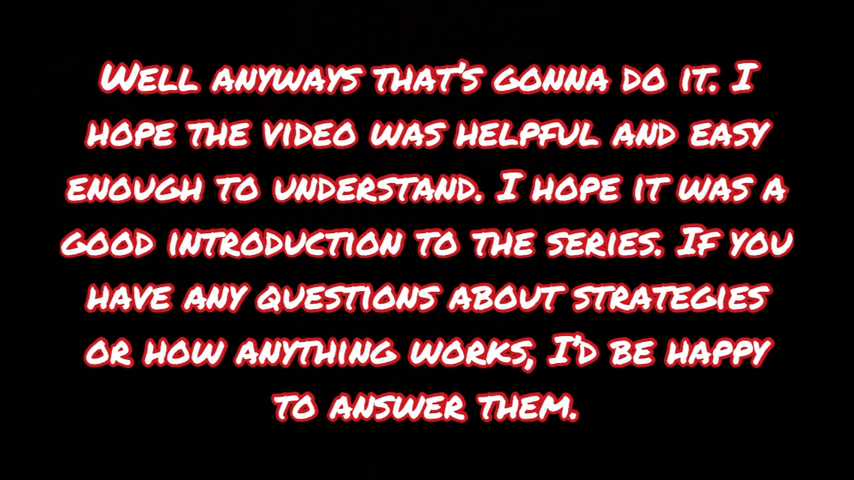 Well anyways that's gonna do it. I
hope the video was helpful and easy
enough to understand. I hope it was a
good introduction to the series. If you
have any questions about strategies
or how anything works, I'd be happy
to answer them.